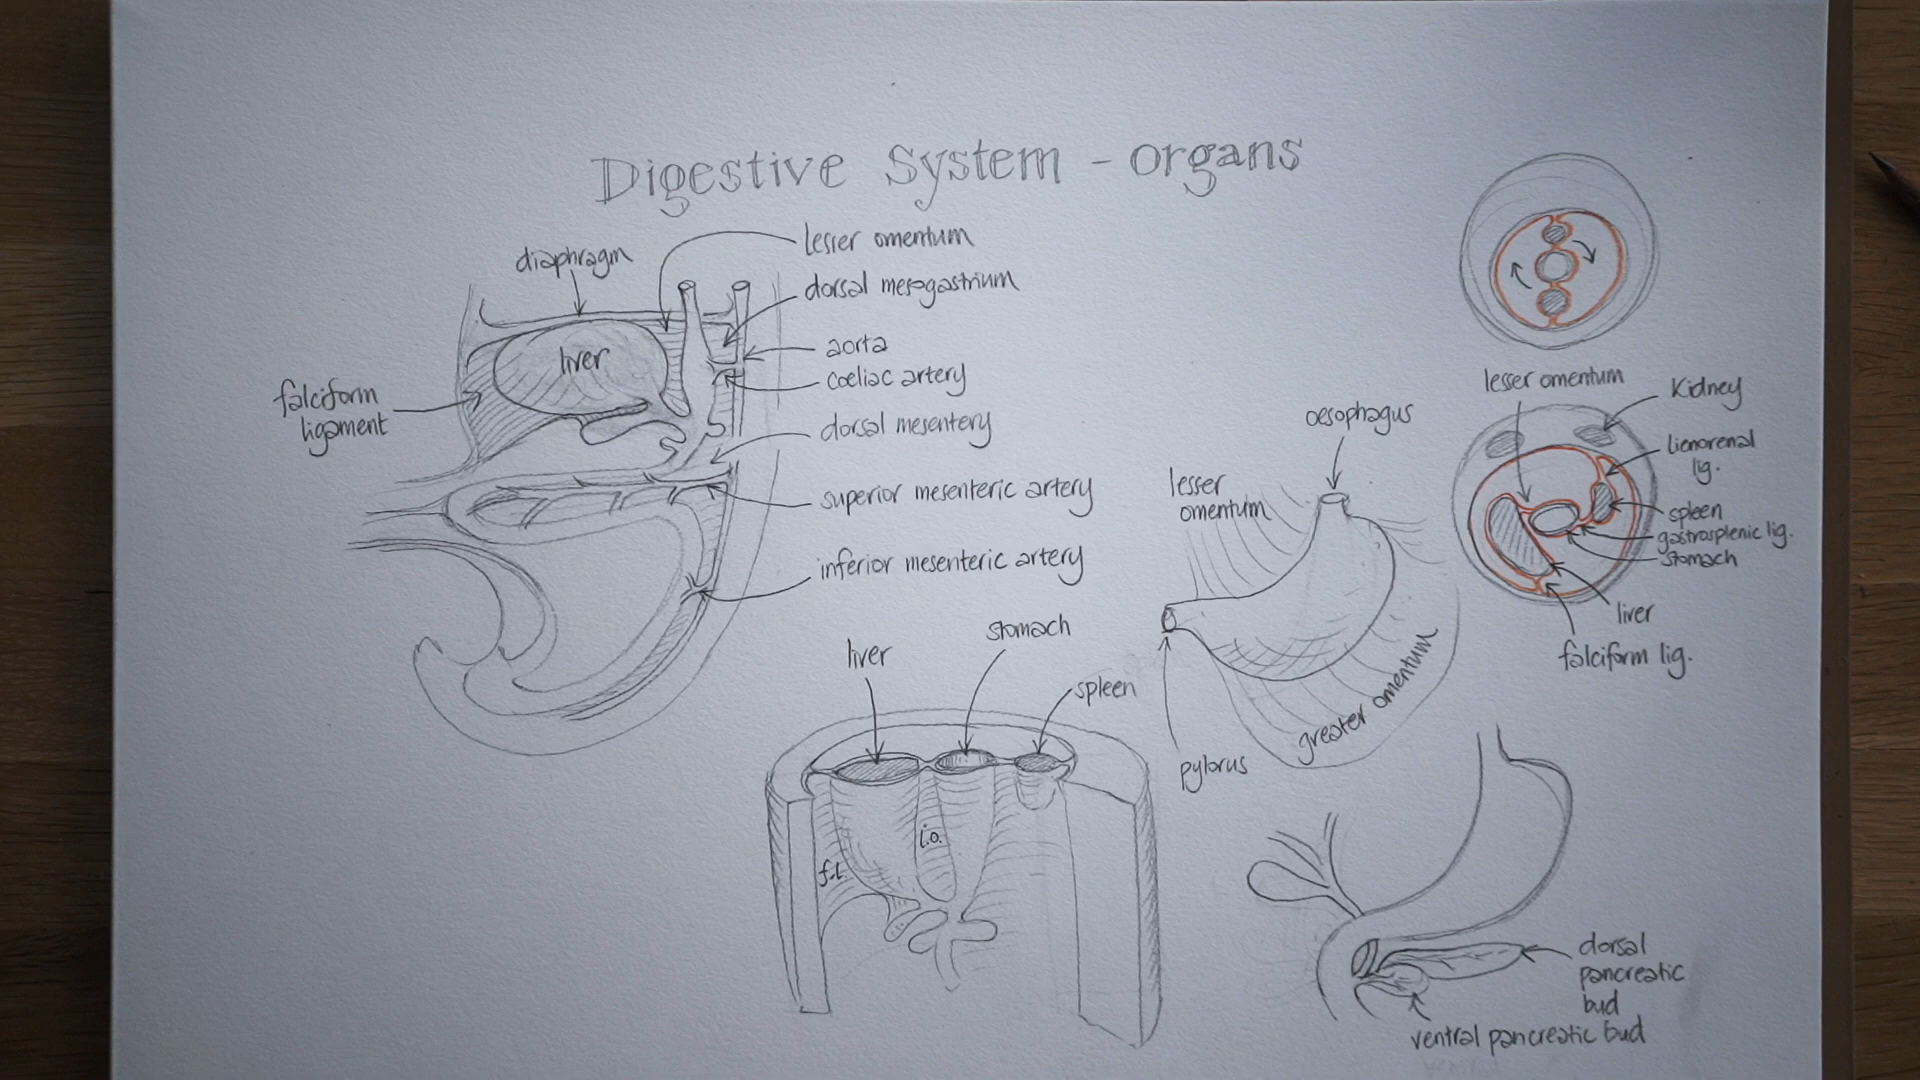 Digestive System - organs
diaphragm
lesser omentum
dorsal mesogastrium
aorta
coeliac artery
dorsal mesentery
superior mesenteric artery
inferior mesenteric artery
liver
falciform
ligament
liver
stomach
spleen
f.l.
l.o.
oesophagus
lesser
omentum
greater omentum
pylorus
lesser omentum
Kidney
lienorenal
lig.
spleen
gastrosplenic lig.
stomach
liver
falciform lig.
dorsal
pancreatic
bud
ventral pancreatic bud